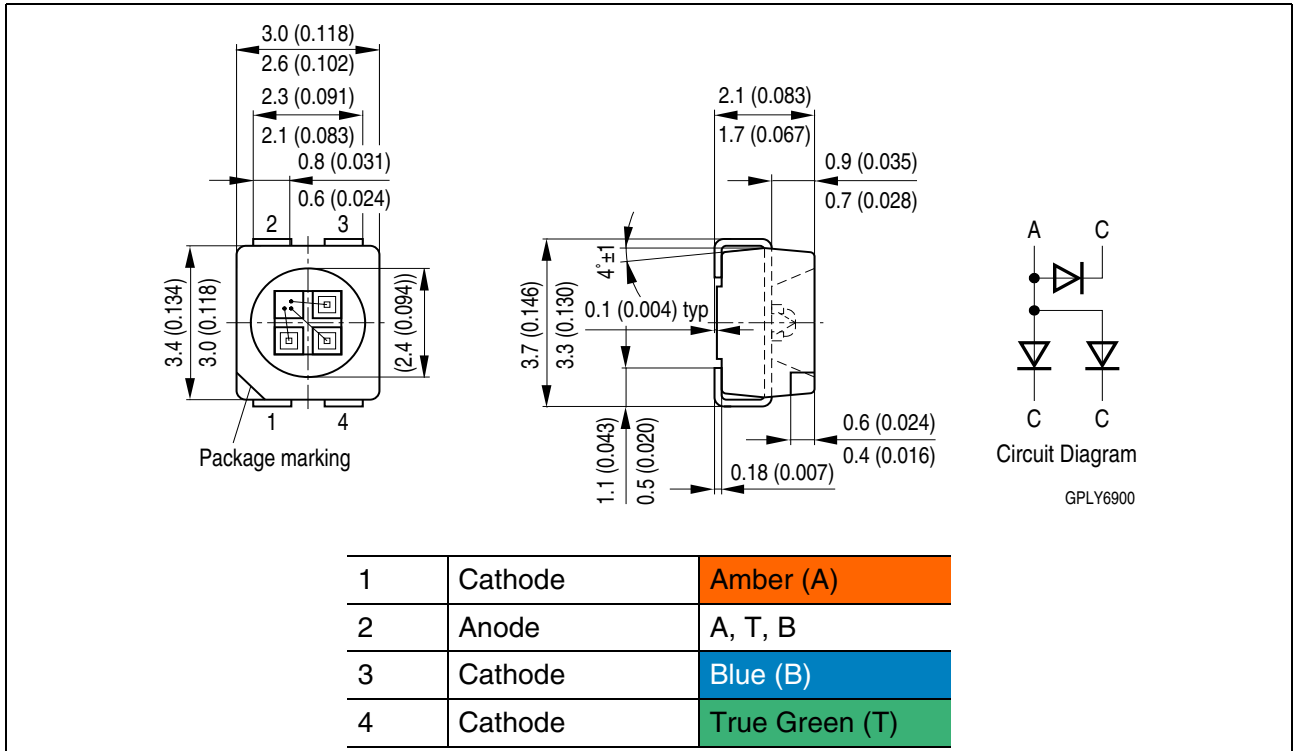 3.0 (0.118)
2.6 (0.102)
2.3 (0.091)
2.1 (0.083)
0.8 (0.031)
0.6 (0.024)
2 3
3.4 (0.134)
3.0 (0.118)
(2.4 (0.094))
1 4
Package marking
2.1 (0.083)
1.7 (0.067)
0.9 (0.035)
0.7 (0.028)
4˚±1
0.1 (0.004) typ
3.7 (0.146)
3.3 (0.130)
1.1 (0.043)
0.5 (0.020)
0.6 (0.024)
0.4 (0.016)
0.18 (0.007)
A C
C C
Circuit Diagram
GPLY6900
1 Cathode Amber (A)
2 Anode A, T, B
3 Cathode Blue (B)
4 Cathode True Green (T)